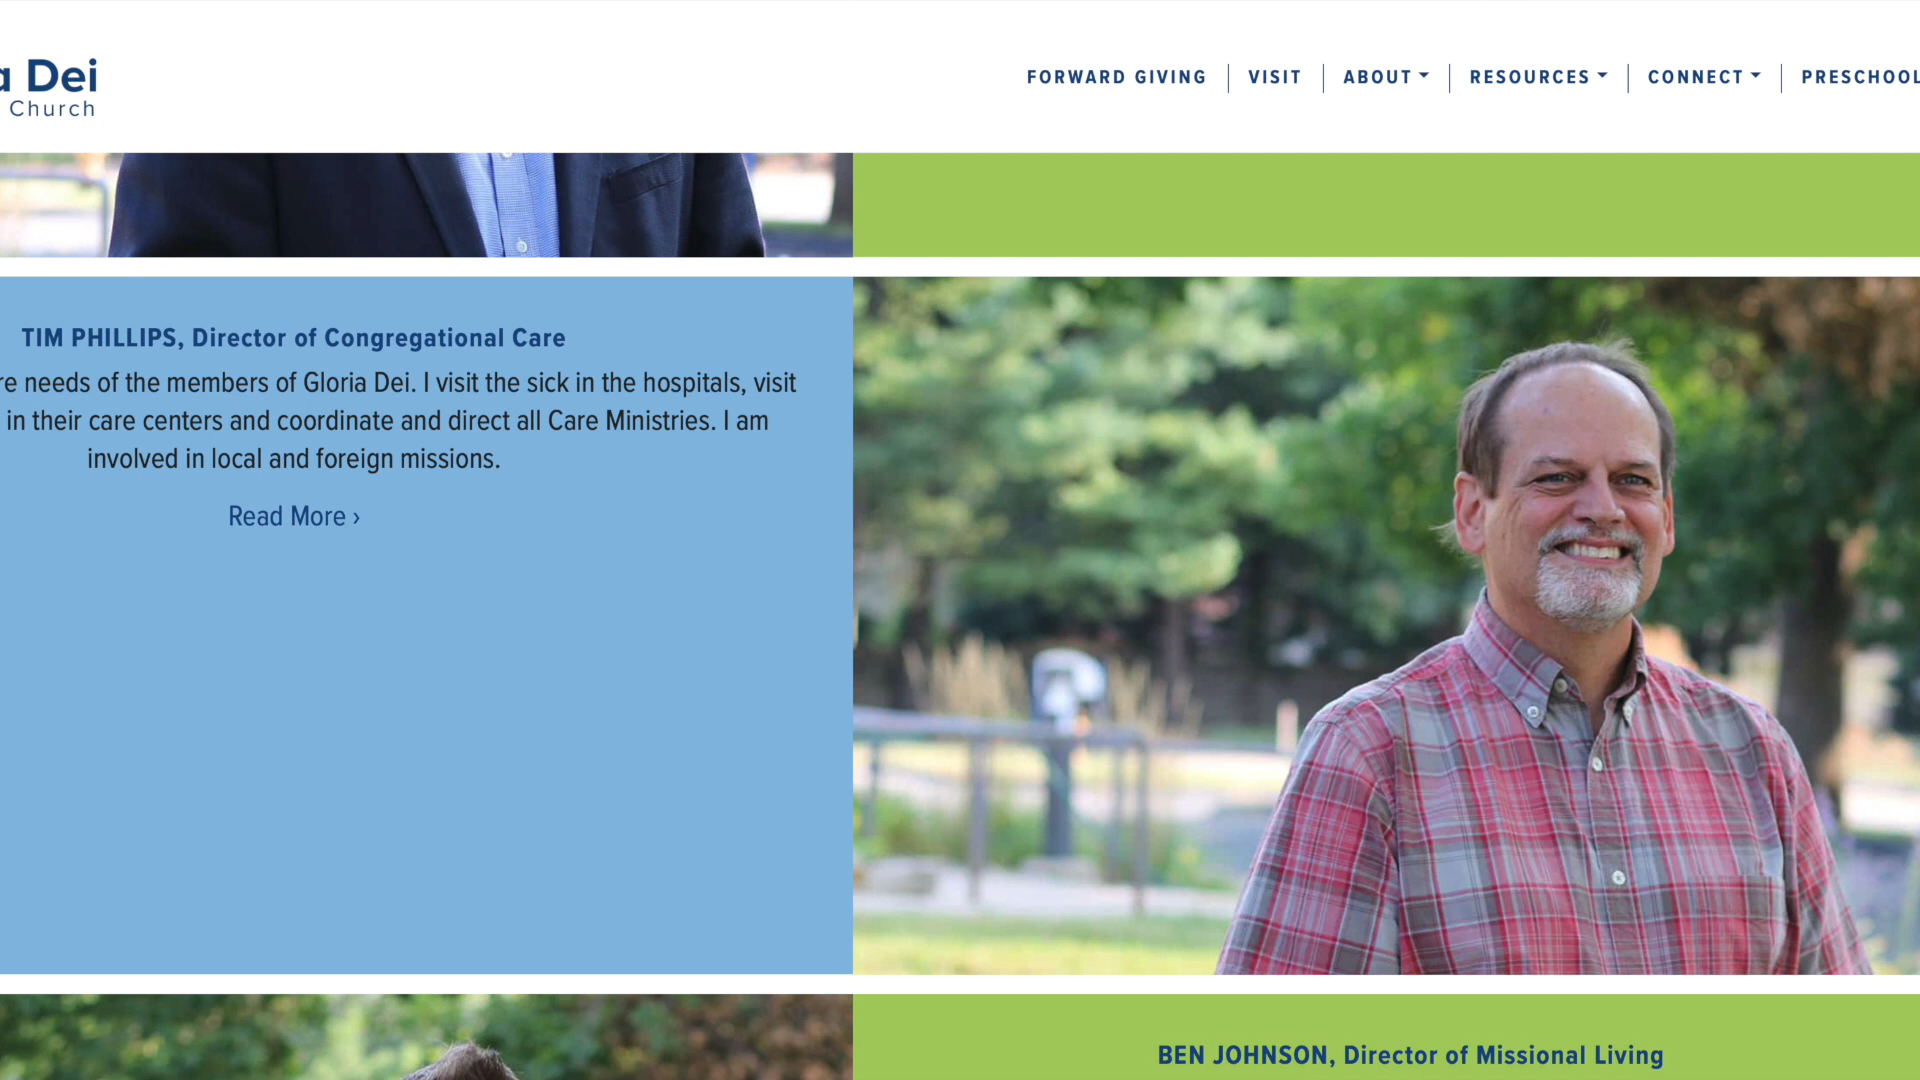 Dei
Church
FORWARD GIVING
VISIT
ABOUT
RESOURCES
CONNECT
PRESCHOOL
TIM PHILLIPS, Director of Congregational Care
needs of the members of Gloria Dei. I visit the sick in the hospitals, visit
in their care centers and coordinate and direct all Care Ministries. I am
involved in local and foreign missions.
Read More ›
BEN JOHNSON, Director of Missional Living